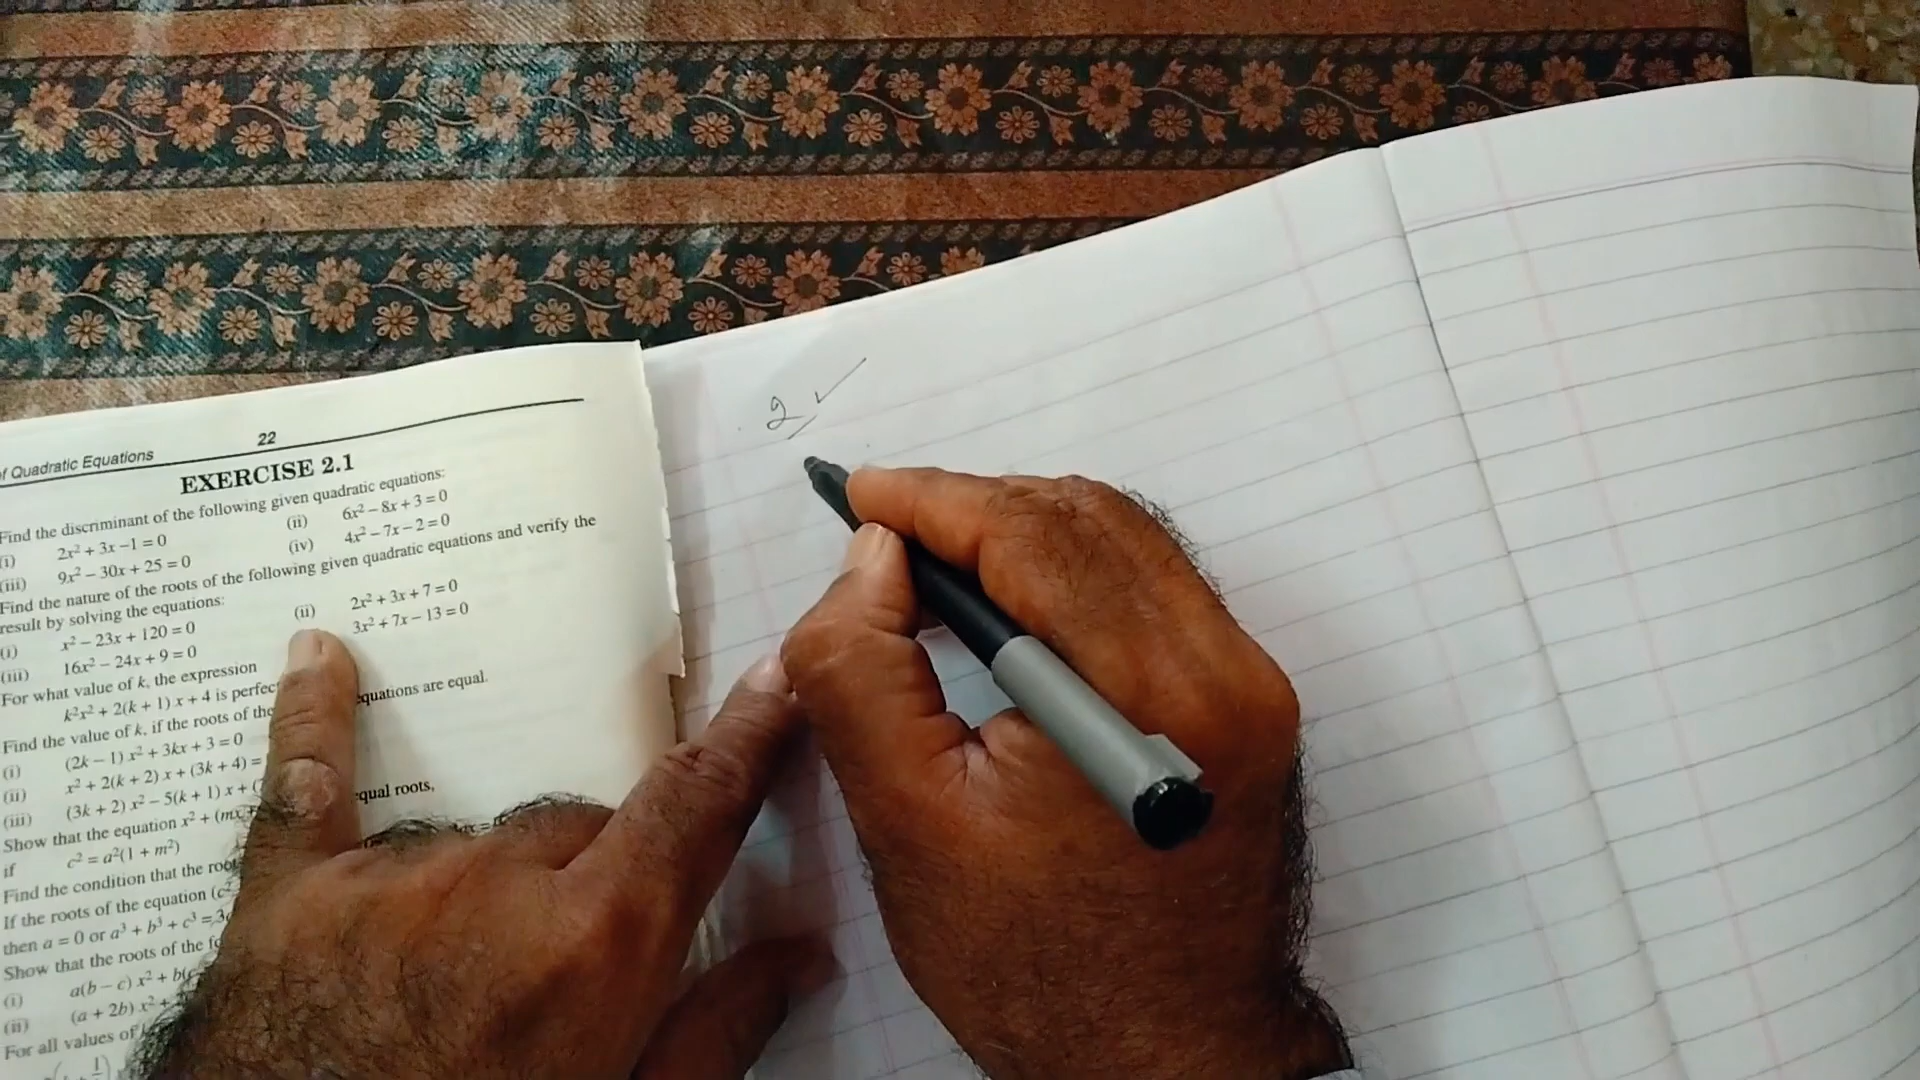 f Quadratic Equations
22
EXERCISE 2.1
Find the discriminant of the following given quadratic equations:
(i) 2x² + 3x – 1 = 0 (ii) 6x² – 8x + 3 = 0
(iii) 9x² – 30x + 25 = 0 (iv) 4x² – 7x – 2 = 0
Find the nature of the roots of the following given quadratic equations and verify the
result by solving the equations:
(i) x² – 23x + 120 = 0 (ii) 2x² + 3x + 7 = 0
(iii) 16x² – 24x + 9 = 0 3x² + 7x – 13 = 0
For what value of k, the expression
k²x² + 2(k + 1) x + 4 is perfec
Find the value of k, if the roots of the equations are equal.
(i) (2k – 1) x² + 3kx + 3 = 0
(ii) x² + 2(k + 2) x + (3k + 4) =
(iii) (3k + 2) x² – 5(k + 1) x + (
Show that the equation x² + (mx qual roots,
if c² = a²(1 + m²)
Find the condition that the root
If the roots of the equation (c²
then a = 0 or a³ + b³ + c³ = 3
Show that the roots of the
(i) a(b – c) x² + b(c
(ii) (a + 2b) x² +
For all values of
2 ✓